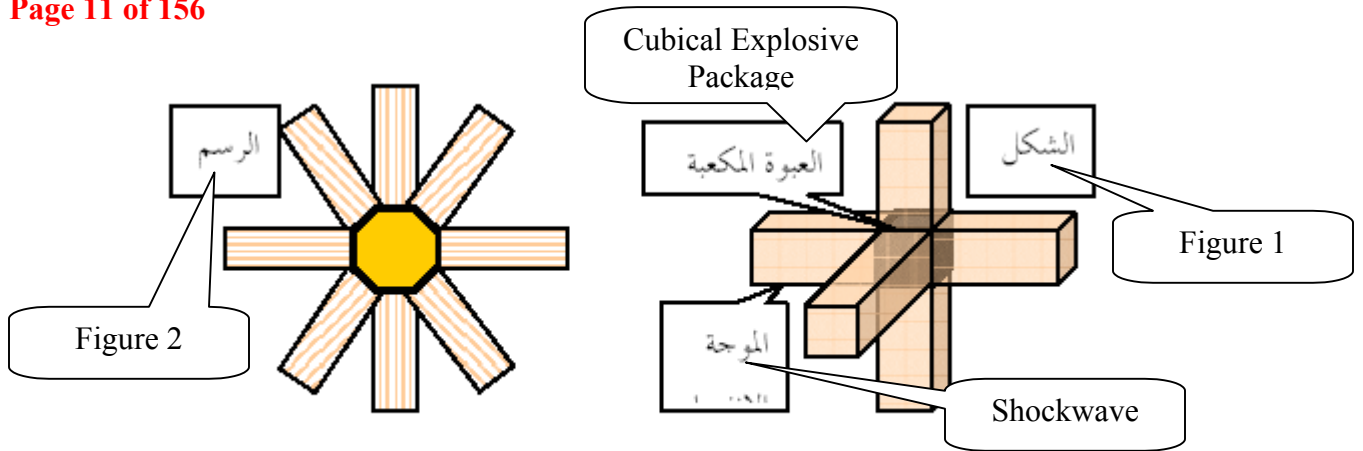 Page 11 of 156
Cubical Explosive
Package
الرسم
العبوة المكعبة
الشكل
Figure 1
Figure 2
الموجة
Shockwave